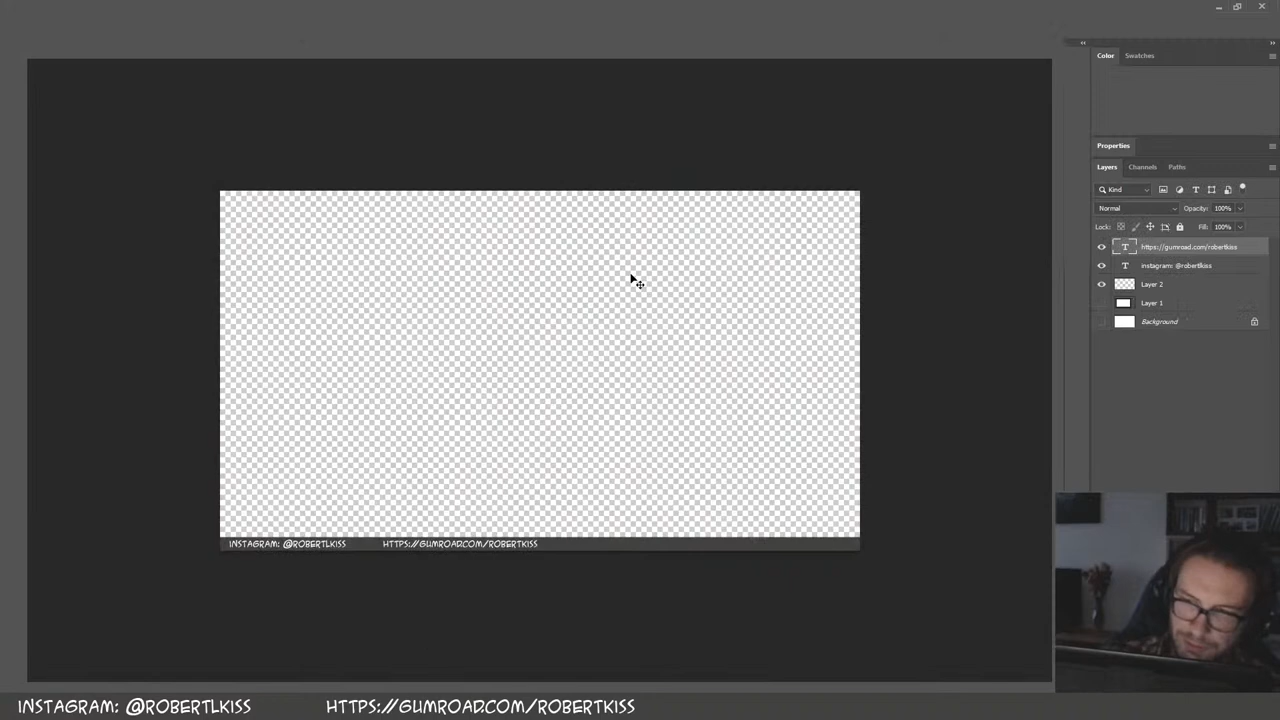 Color Swatches
Properties
Layers Channels Paths
Kind
Normal Opacity: 100%
Lock: Fill: 100%
T https://gumroad.com/robertkiss
T instagram: @robertlkiss
Layer 2
Layer 1
Background
INSTAGRAM: @ROBERTLKISS HTTPS://GUMROAD.COM/ROBERTKISS
INSTAGRAM: @ROBERTLKISS HTTPS://GUMROAD.COM/ROBERTKISS